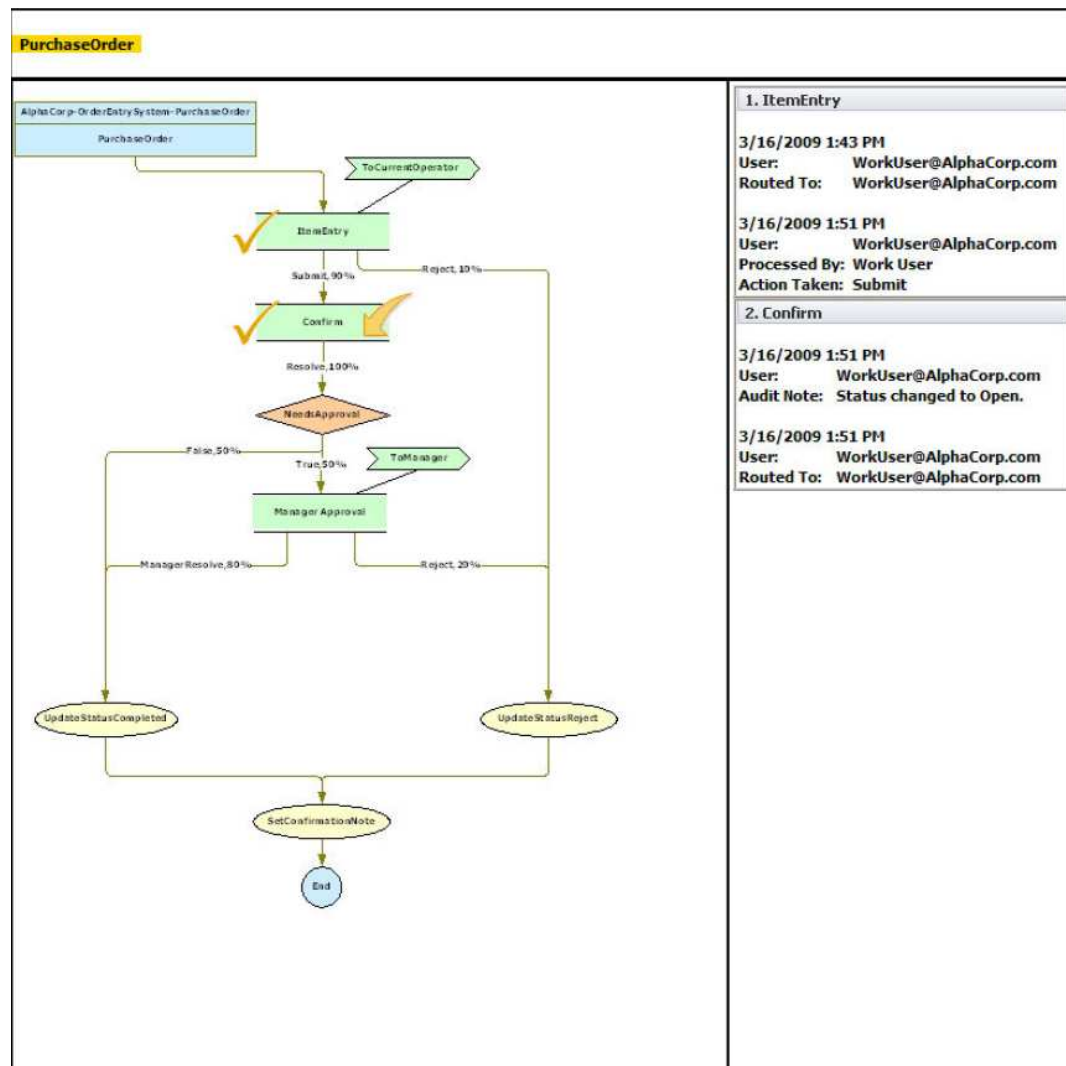 PurchaseOrder
AlphaCorp-OrderEntrySystem-PurchaseOrder
PurchaseOrder
ToCurrentOperator
ItemEntry
Submit, 90%
Reject, 10%
Confirm
Resolve, 100%
NeedsApproval
False, 50%
True, 50%
ToManager
Manager Approval
ManagerResolve, 80%
Reject, 20%
UpdateStatusCompleted
UpdateStatusReject
SetConfirmationNote
End
1. ItemEntry
3/16/2009 1:43 PM
User: WorkUser@AlphaCorp.com
Routed To: WorkUser@AlphaCorp.com
3/16/2009 1:51 PM
User: WorkUser@AlphaCorp.com
Processed By: Work User
Action Taken: Submit
2. Confirm
3/16/2009 1:51 PM
User: WorkUser@AlphaCorp.com
Audit Note: Status changed to Open.
3/16/2009 1:51 PM
User: WorkUser@AlphaCorp.com
Routed To: WorkUser@AlphaCorp.com